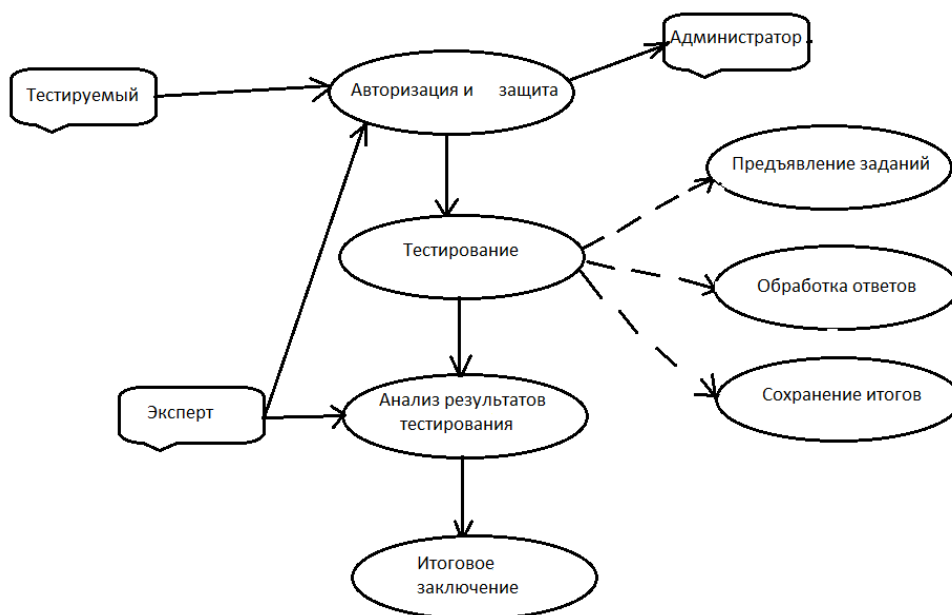 Администратор
Тестируемый
Авторизация и защита
Предъявление заданий
Тестирование
Обработка ответов
Сохранение итогов
Эксперт
Анализ результатов
тестирования
Итоговое
заключение